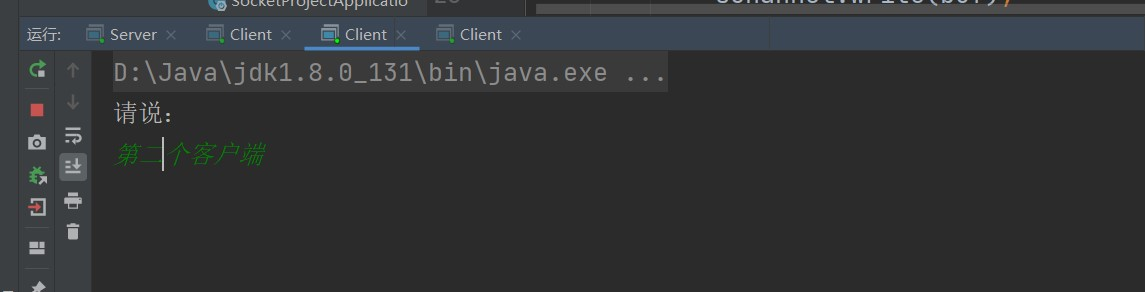 SocketProjectApplicatio
运行:
Server
Client
Client
Client
D:\Java\jdk1.8.0_131\bin\java.exe ...
请说:
第二个客户端